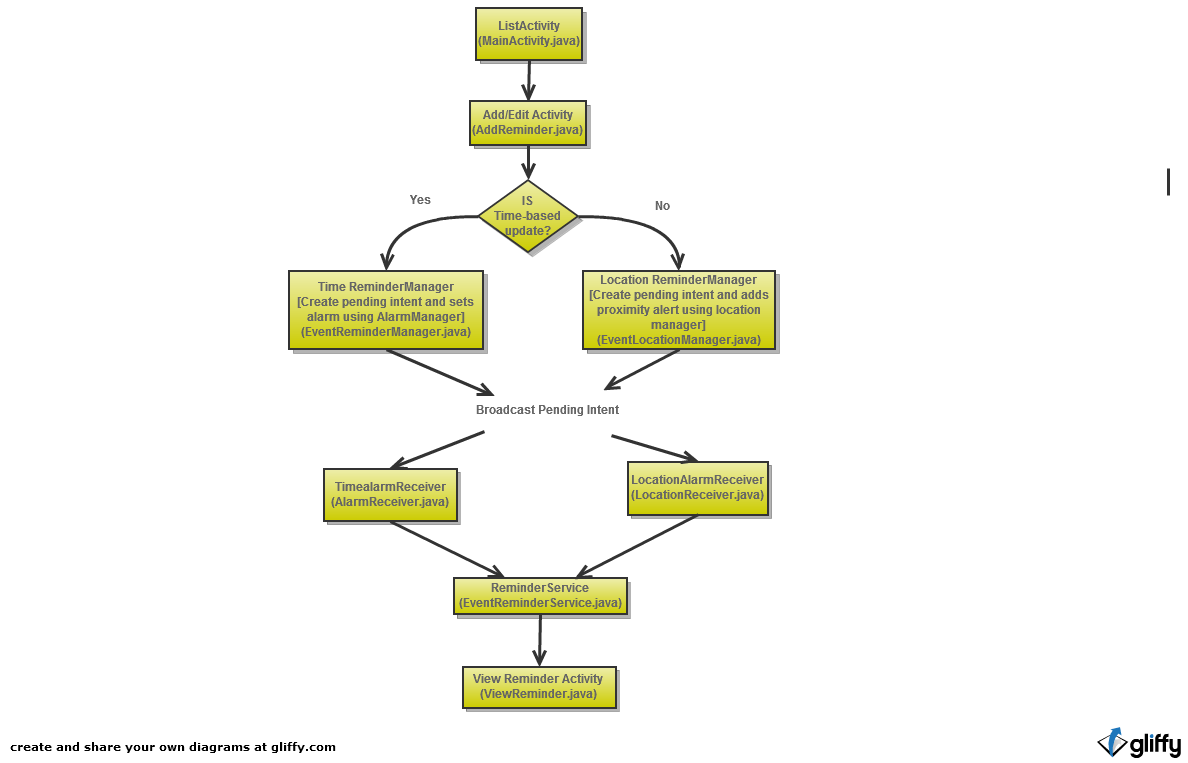 ListActivity
(MainActivity.java)
Add/Edit Activity
(AddReminder.java)
Yes
IS
Time-based
update?
No
Time ReminderManager
[Create pending intent and sets
alarm using AlarmManager]
(EventReminderManager.java)
Location ReminderManager
[Create pending intent and adds
proximity alert using location
manager]
(EventLocationManager.java)
Broadcast Pending Intent
TimealarmReceiver
(AlarmReceiver.java)
LocationAlarmReceiver
(LocationReceiver.java)
ReminderService
(EventReminderService.java)
View Reminder Activity
(ViewReminder.java)
create and share your own diagrams at gliffy.com
gliffy